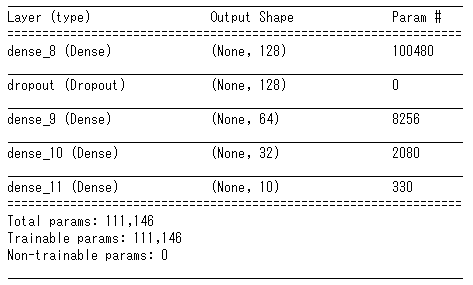 Layer (type) Output Shape Param #
=================================================================
dense_8 (Dense) (None, 128) 100480
dropout (Dropout) (None, 128) 0
dense_9 (Dense) (None, 64) 8256
dense_10 (Dense) (None, 32) 2080
dense_11 (Dense) (None, 10) 330
=================================================================
Total params: 111,146
Trainable params: 111,146
Non-trainable params: 0